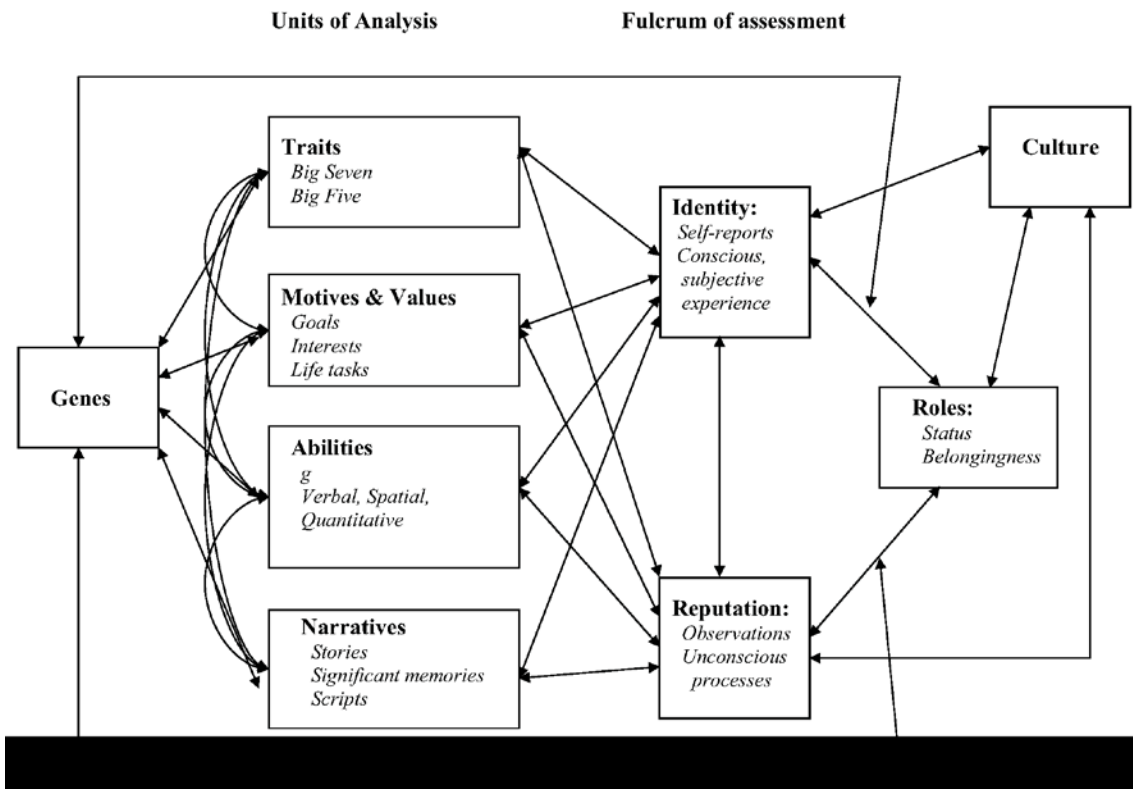 Units of Analysis
Fulcrum of assessment
Traits
Big Seven
Big Five
Motives & Values
Goals
Interests
Life tasks
Genes
Abilities
g
Verbal, Spatial,
Quantitative
Narratives
Stories
Significant memories
Scripts
Identity:
Self-reports
Conscious,
subjective
experience
Reputation:
Observations
Unconscious
processes
Culture
Roles:
Status
Belongingness